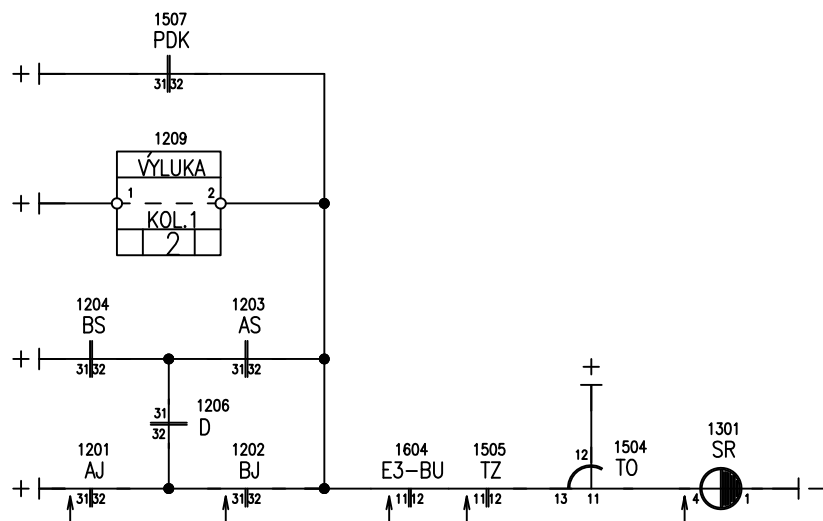 1507
PDK
+
31 32
1209
VÝLUKA
+
1 2
KOL.1
2
1204 1203
BS AS
+
31 32 31 32
+
31 1206
32 D
1201 1202 1604 1505 12 1504 1301
AJ BJ E3-BU TZ TO SR
+ -
31 32 31 32 11 12 11 12 13 11 4 1